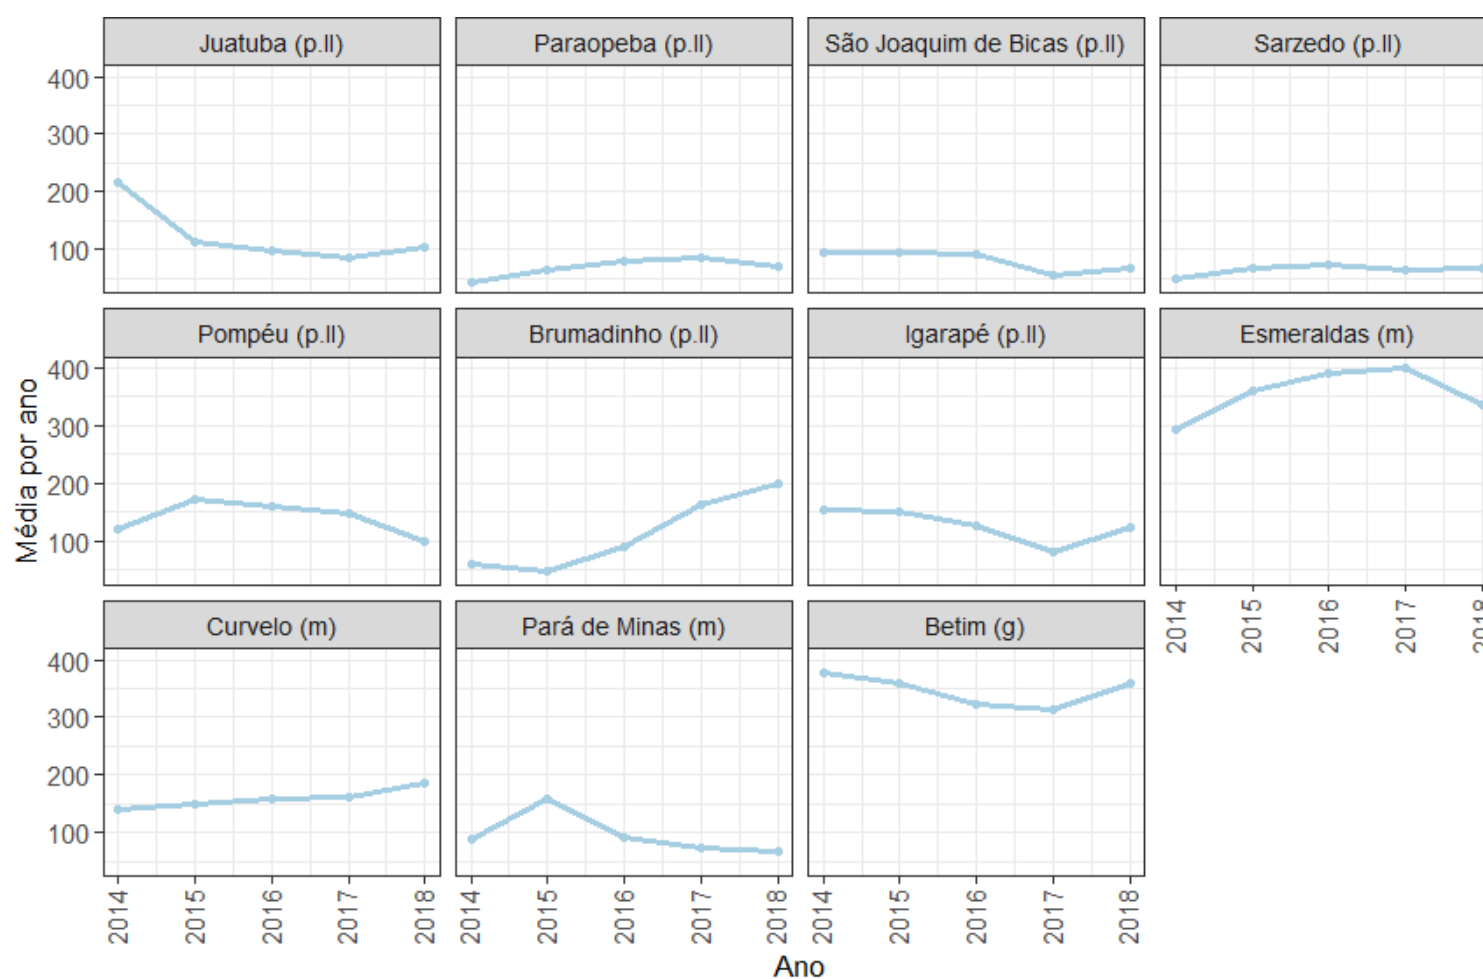 Juatuba (p.II)
Paraopeba (p.II)
São Joaquim de Bicas (p.II)
Sarzedo (p.II)
400
300
200
100
Pompéu (p.II)
Brumadinho (p.II)
Igarapé (p.II)
Esmeraldas (m)
400
300
200
100
2014
2015
2016
2017
2018
Média por ano
Curvelo (m)
Pará de Minas (m)
Betim (g)
400
300
200
100
2014
2015
2016
2017
2018
2014
2015
2016
2017
2018
2014
2015
2016
2017
2018
Ano